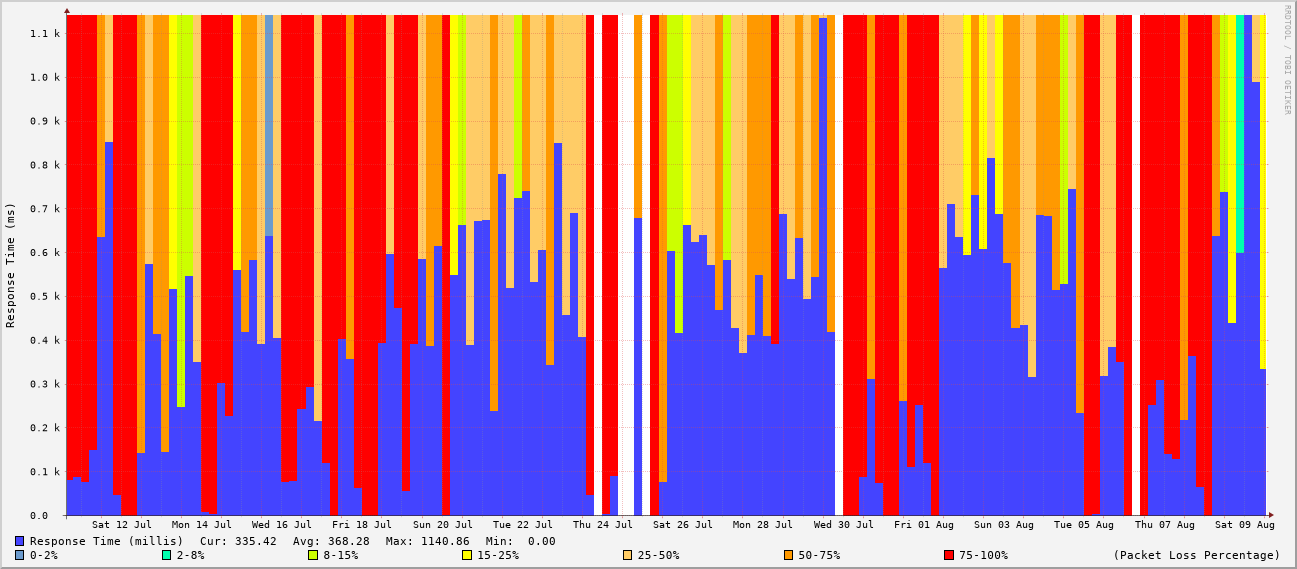 RRDTOOL / TOBI OETIKER
Response Time (ms)
1.1 k
1.0 k
0.9 k
0.8 k
0.7 k
0.6 k
0.5 k
0.4 k
0.3 k
0.2 k
0.1 k
0.0
Sat 12 Jul Mon 14 Jul Wed 16 Jul Fri 18 Jul Sun 20 Jul Tue 22 Jul Thu 24 Jul Sat 26 Jul Mon 28 Jul Wed 30 Jul Fri 01 Aug Sun 03 Aug Tue 05 Aug Thu 07 Aug Sat 09 Aug
Response Time (millis) Cur: 335.42 Avg: 368.28 Max: 1140.86 Min: 0.00
0-2% 2-8% 8-15% 15-25% 25-50% 50-75% 75-100% (Packet Loss Percentage)